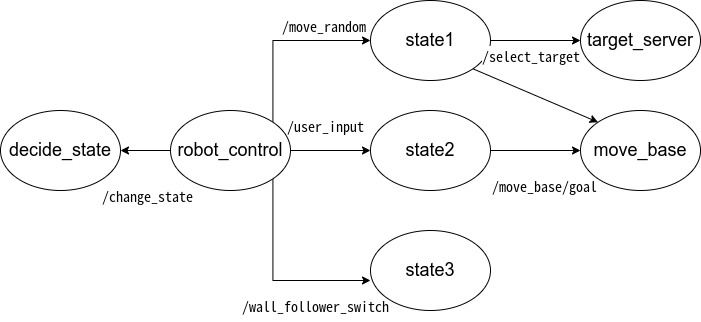 /move_random
state1
target_server
/select_target
/user_input
decide_state
robot_control
state2
move_base
/change_state
/move_base/goal
state3
/wall_follower_switch